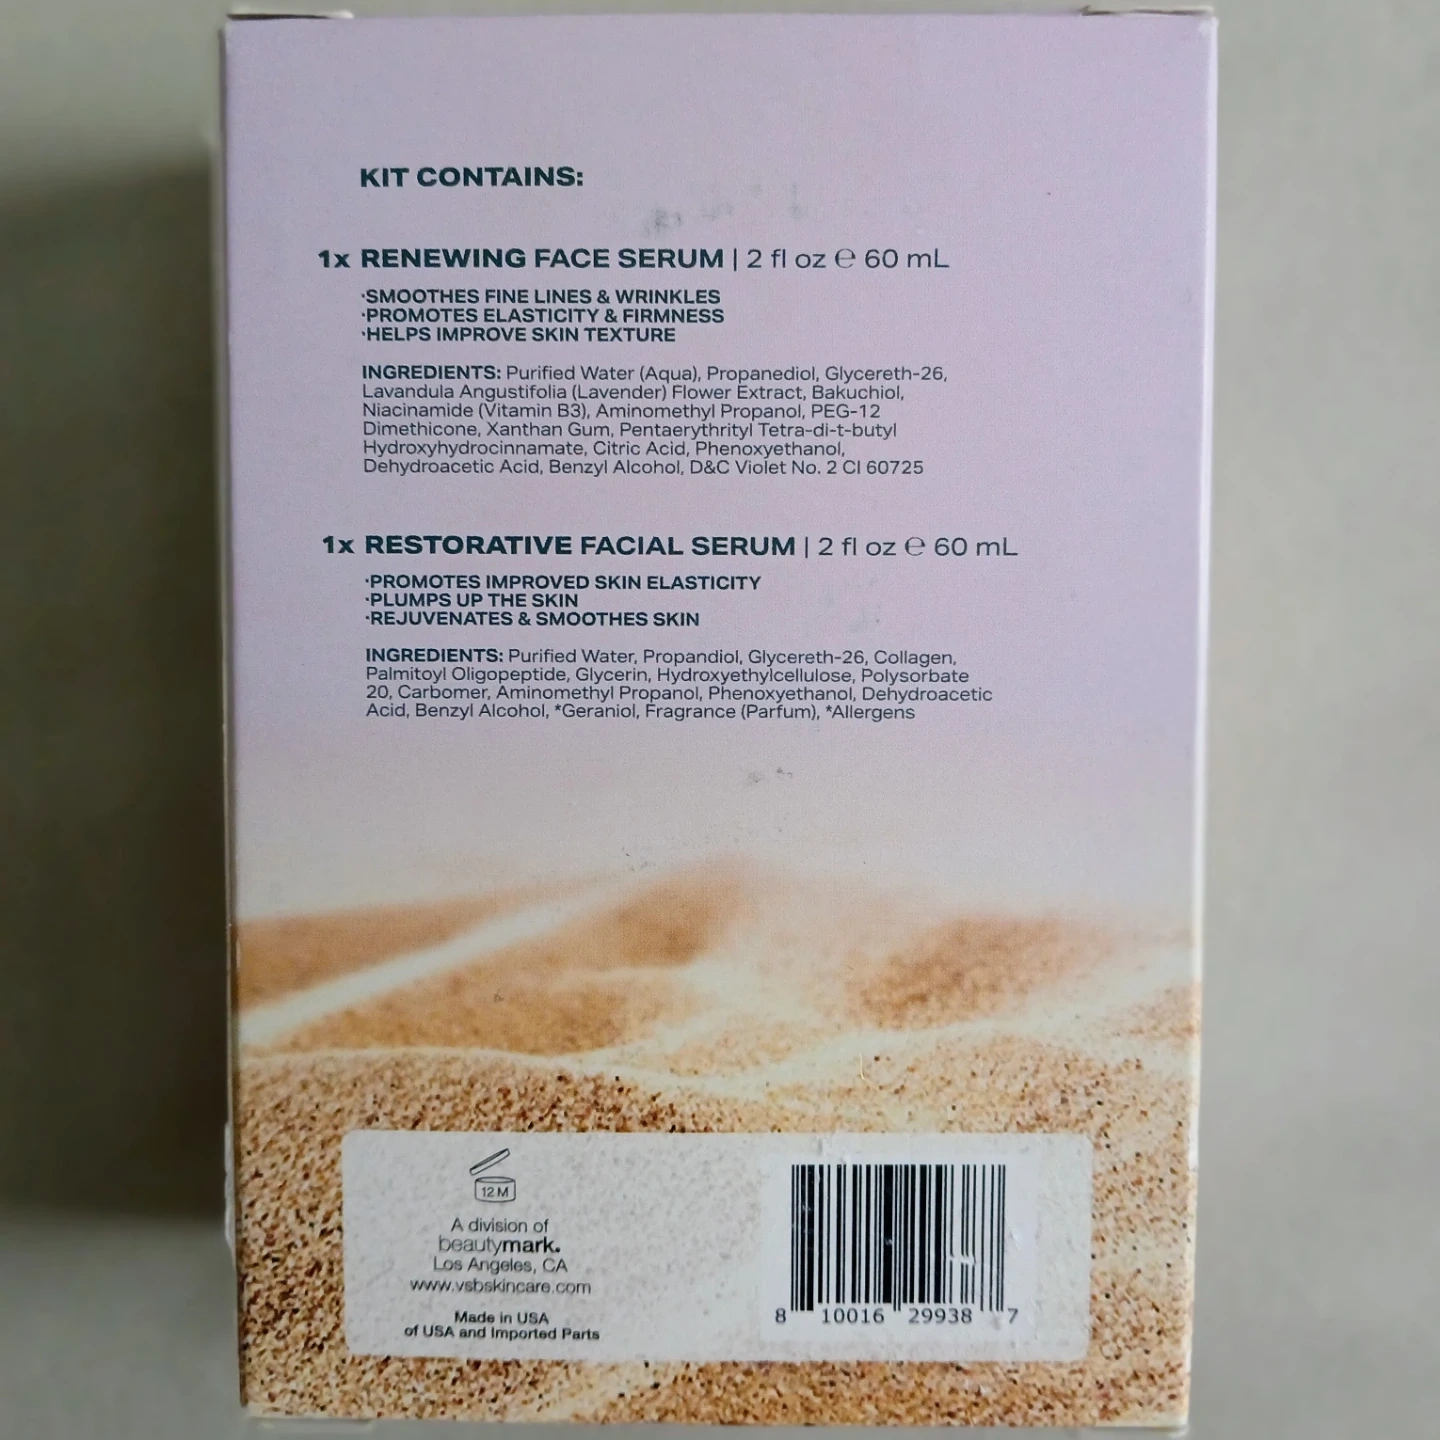 KIT CONTAINS:
1x RENEWING FACE SERUM | 2 fl oz ℮ 60 mL
·SMOOTHES FINE LINES & WRINKLES
·PROMOTES ELASTICITY & FIRMNESS
·HELPS IMPROVE SKIN TEXTURE
INGREDIENTS: Purified Water (Aqua), Propanediol, Glycereth-26,
Lavandula Angustifolia (Lavender) Flower Extract, Bakuchiol,
Niacinamide (Vitamin B3), Aminomethyl Propanol, PEG-12
Dimethicone, Xanthan Gum, Pentaerythrityl Tetra-di-t-butyl
Hydroxyhydrocinnamate, Citric Acid, Phenoxyethanol,
Dehydroacetic Acid, Benzyl Alcohol, D&C Violet No. 2 CI 60725
1x RESTORATIVE FACIAL SERUM | 2 fl oz ℮ 60 mL
·PROMOTES IMPROVED SKIN ELASTICITY
·PLUMPS UP THE SKIN
·REJUVENATES & SMOOTHES SKIN
INGREDIENTS: Purified Water, Propandiol, Glycereth-26, Collagen,
Palmitoyl Oligopeptide, Glycerin, Hydroxyethylcellulose, Polysorbate
20, Carbomer, Aminomethyl Propanol, Phenoxyethanol, Dehydroacetic
Acid, Benzyl Alcohol, *Geraniol, Fragrance (Parfum), *Allergens
12 M
A division of
beautymark.
Los Angeles, CA
www.vsbskincare.com
Made in USA
of USA and Imported Parts
8 10016 29938 7